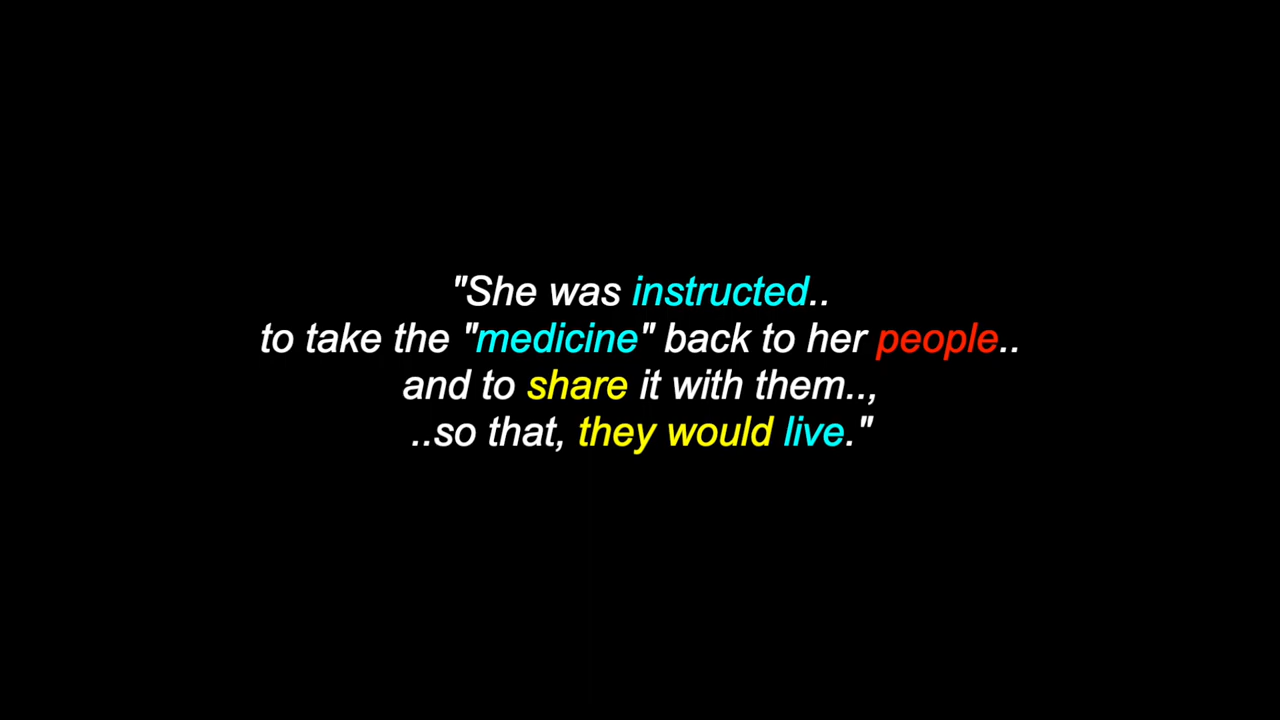 "She was instructed..
to take the "medicine" back to her people..
and to share it with them..,
..so that, they would live."